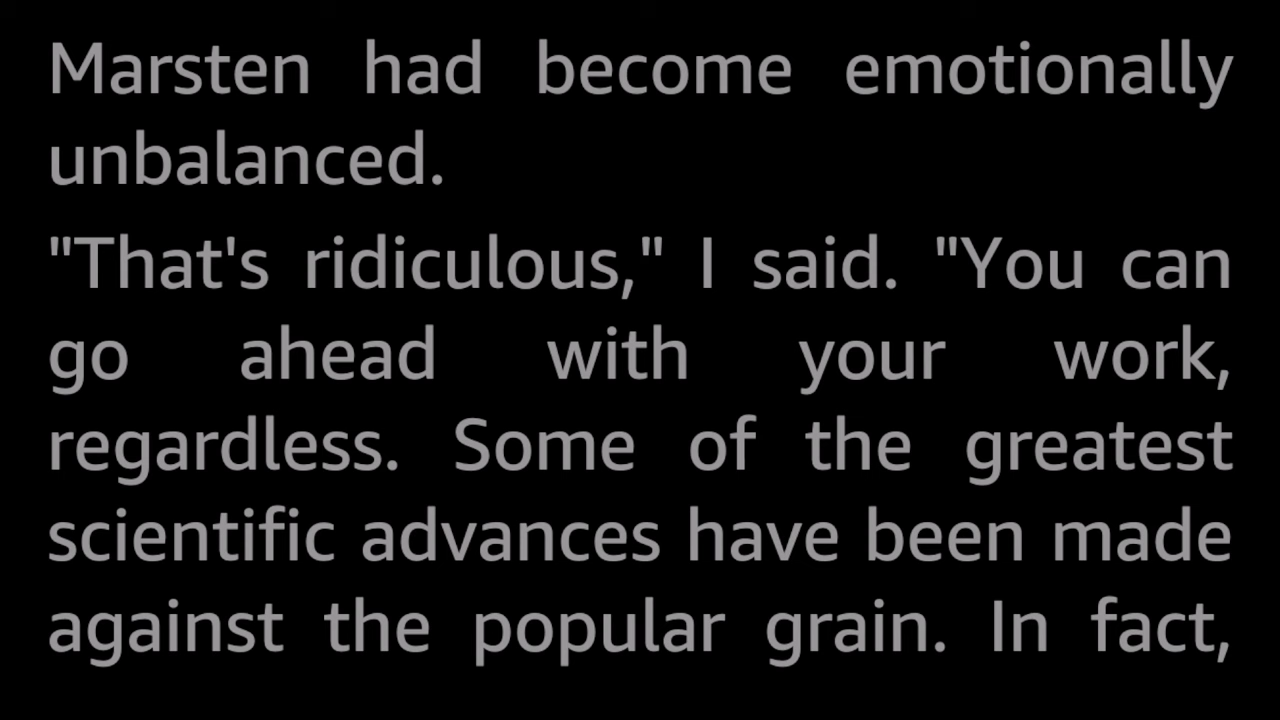 Marsten had become emotionally
unbalanced.
"That's ridiculous," I said. "You can
go ahead with your work,
regardless. Some of the greatest
scientific advances have been made
against the popular grain. In fact,